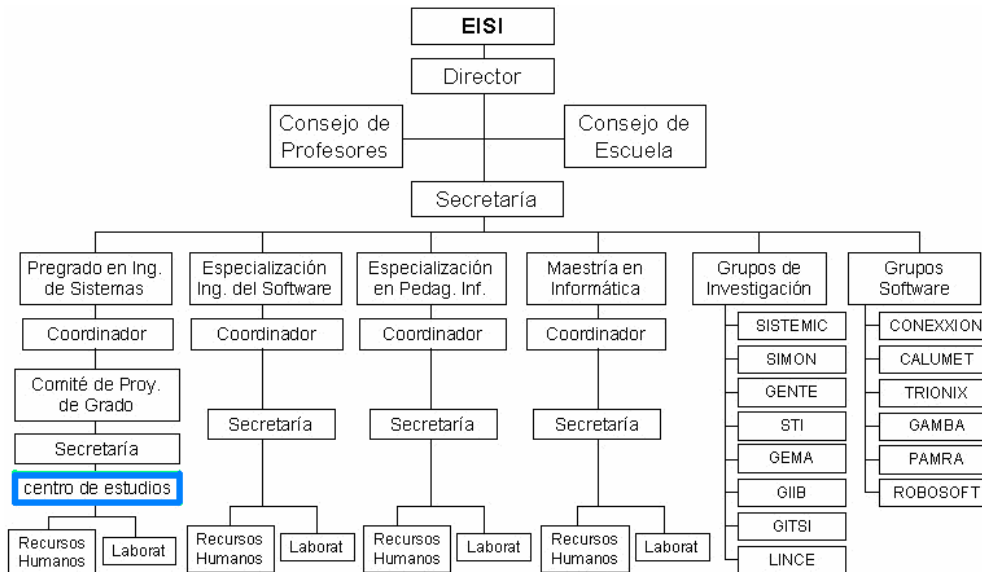 EISI
Director
Consejo de
Profesores
Consejo de
Escuela
Secretaría
Pregrado en Ing.
de Sistemas
Especialización
Ing. del Software
Especialización
en Pedag. Inf.
Maestría en
Informática
Grupos de
Investigación
Grupos
Software
Coordinador
Coordinador
Coordinador
Coordinador
Comité de Proy.
de Grado
Secretaría
centro de estudios
Secretaría
Secretaría
Secretaría
Recursos
Humanos
Laborat
Recursos
Humanos
Laborat
Recursos
Humanos
Laborat
Recursos
Humanos
Laborat
SISTEMIC
SIMON
GENTE
STI
GEMA
GIIB
GITSI
LINCE
CONEXXION
CALUMET
TRIONIX
GAMBA
PAMRA
ROBOSOFT